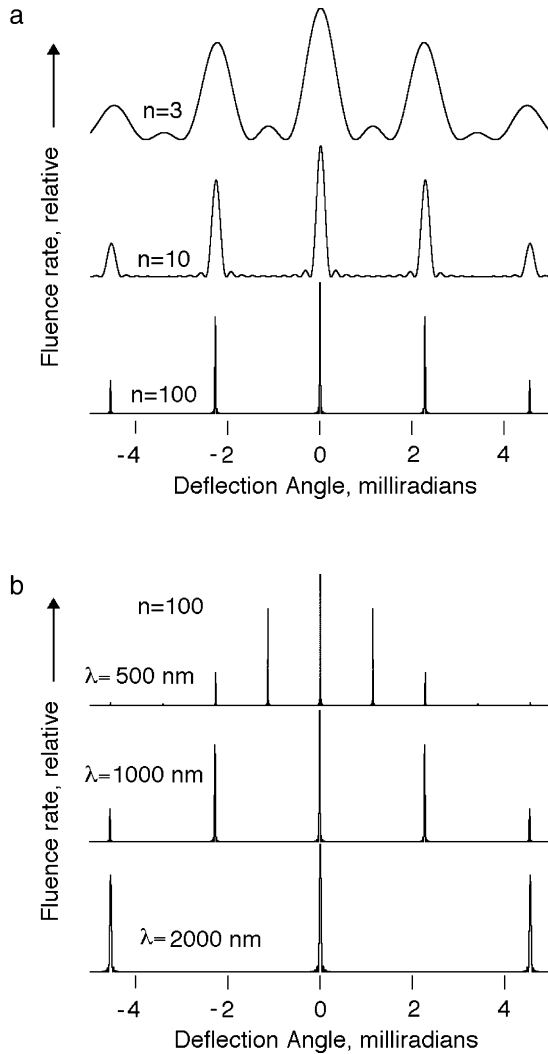 a
Fluence rate, relative
n=3
n=10
n=100
-4 -2 0 2 4
Deflection Angle, milliradians
b
Fluence rate, relative
n=100
λ= 500 nm
λ= 1000 nm
λ= 2000 nm
-4 -2 0 2 4
Deflection Angle, milliradians